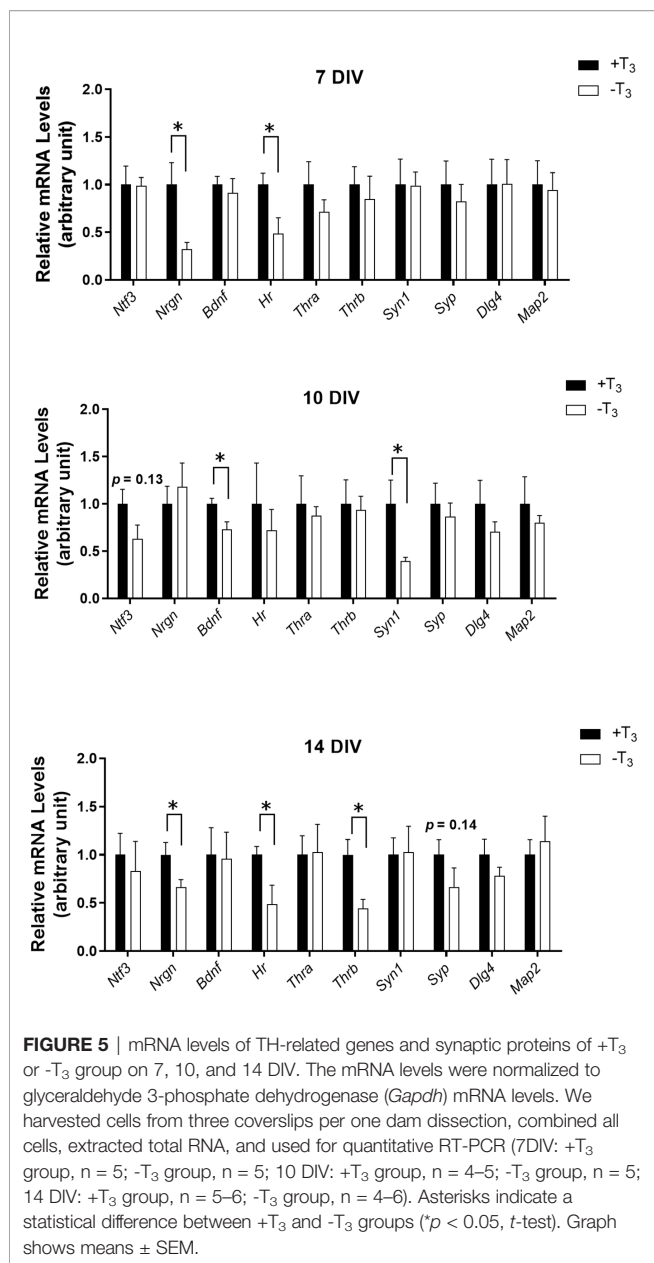 7 DIV
+T3
-T3
Relative mRNA Levels
(arbitrary unit)
2.0
1.5
1.0
0.5
0.0
*
*
Ntf3
Nrgn
Bdnf
Hr
Thra
Thrb
Syn1
Syp
Dlg4
Map2
10 DIV
+T3
-T3
Relative mRNA Levels
(arbitrary unit)
2.0
1.5
1.0
0.5
0.0
p = 0.13
*
*
Ntf3
Nrgn
Bdnf
Hr
Thra
Thrb
Syn1
Syp
Dlg4
Map2
14 DIV
+T3
-T3
Relative mRNA Levels
(arbitrary unit)
2.0
1.5
1.0
0.5
0.0
*
*
*
p = 0.14
Ntf3
Nrgn
Bdnf
Hr
Thra
Thrb
Syn1
Syp
Dlg4
Map2
FIGURE 5 | mRNA levels of TH-related genes and synaptic proteins of +T3
or -T3 group on 7, 10, and 14 DIV. The mRNA levels were normalized to
glyceraldehyde 3-phosphate dehydrogenase (Gapdh) mRNA levels. We
harvested cells from three coverslips per one dam dissection, combined all
cells, extracted total RNA, and used for quantitative RT-PCR (7DIV: +T3
group, n = 5; -T3 group, n = 5; 10 DIV: +T3 group, n = 4–5; -T3 group, n = 5;
14 DIV: +T3 group, n = 5–6; -T3 group, n = 4–6). Asterisks indicate a
statistical difference between +T3 and -T3 groups (*p < 0.05, t-test). Graph
shows means ± SEM.